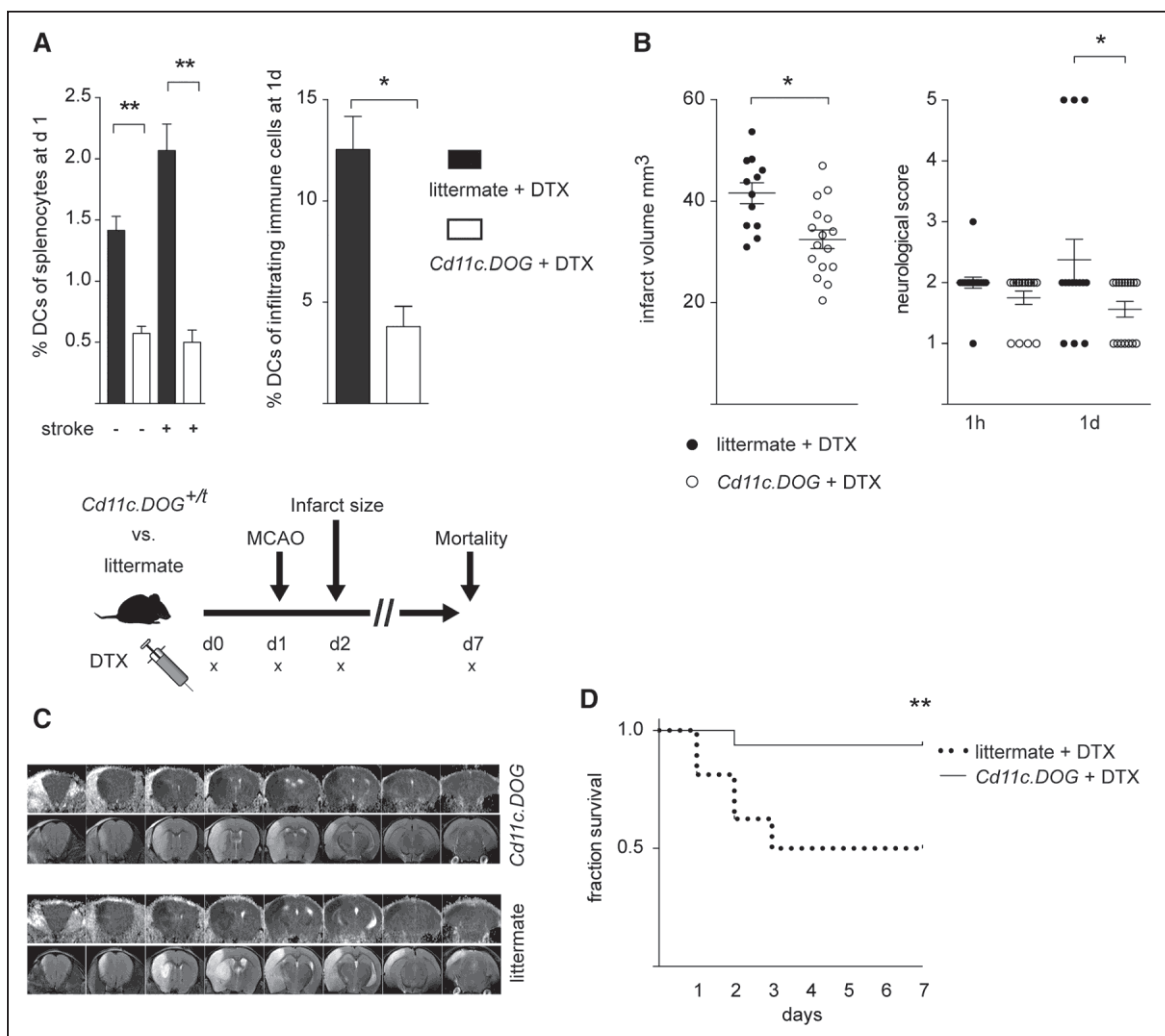 A
**
**
% DCs of splenocytes at d 1
2.5
2.0
1.5
1.0
0.5
0
stroke
- - + +
*
% DCs of infiltrating immune cells at 1d
15
10
5
0
littermate + DTX
Cd11c.DOG + DTX
Cd11c.DOG+/t
vs.
littermate
DTX
MCAO
Infarct size
Mortality
d0 d1 d2 d7
x x x x
B
*
infarct volume mm3
60
40
20
*
neurological score
5
4
3
2
1
1h 1d
littermate + DTX
Cd11c.DOG + DTX
C
Cd11c.DOG
littermate
D
**
fraction survival
1.0
0.5
1 2 3 4 5 6 7
days
littermate + DTX
Cd11c.DOG + DTX